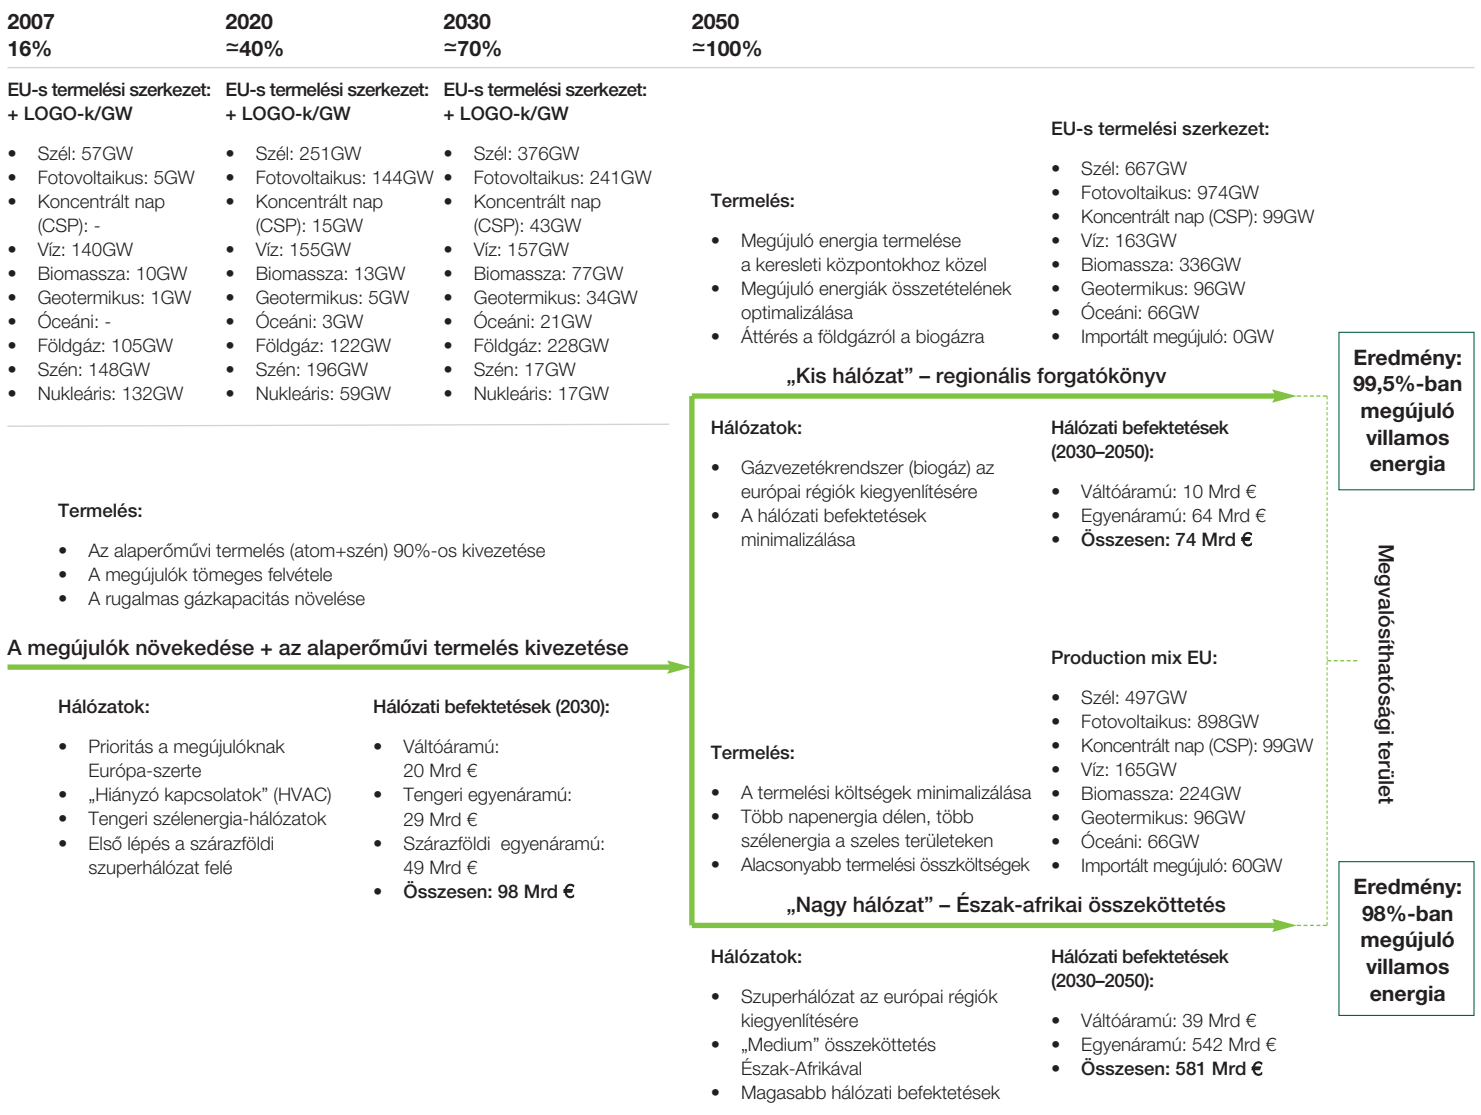 2007
16%
2020
≃40%
2030
≃70%
2050
≃100%
EU-s termelési szerkezet:
+ LOGO-k/GW
• Szél: 57GW
• Fotovoltaikus: 5GW
• Koncentrált nap
(CSP): -
• Víz: 140GW
• Biomassza: 10GW
• Geotermikus: 1GW
• Óceáni: -
• Földgáz: 105GW
• Szén: 148GW
• Nukleáris: 132GW
EU-s termelési szerkezet:
+ LOGO-k/GW
• Szél: 251GW
• Fotovoltaikus: 144GW
• Koncentrált nap
(CSP): 15GW
• Víz: 155GW
• Biomassza: 13GW
• Geotermikus: 5GW
• Óceáni: 3GW
• Földgáz: 122GW
• Szén: 196GW
• Nukleáris: 59GW
EU-s termelési szerkezet:
+ LOGO-k/GW
• Szél: 376GW
• Fotovoltaikus: 241GW
• Koncentrált nap
(CSP): 43GW
• Víz: 157GW
• Biomassza: 77GW
• Geotermikus: 34GW
• Óceáni: 21GW
• Földgáz: 228GW
• Szén: 17GW
• Nukleáris: 17GW
Termelés:
• Az alaperőművi termelés (atom+szén) 90%-os kivezetése
• A megújulók tömeges felvétele
• A rugalmas gázkapacitás növelése
A megújulók növekedése + az alaperőművi termelés kivezetése
Hálózatok:
• Prioritás a megújulóknak
Európa-szerte
• „Hiányzó kapcsolatok” (HVAC)
• Tengeri szélenergia-hálózatok
• Első lépés a szárazföldi
szuperhálózat felé
Hálózati befektetések (2030):
• Váltóáramú:
20 Mrd €
• Tengeri egyenáramú:
29 Mrd €
• Szárazföldi egyenáramú:
49 Mrd €
• Összesen: 98 Mrd €
Termelés:
• Megújuló energia termelése
a keresleti központokhoz közel
• Megújuló energiák összetételének
optimalizálása
• Áttérés a földgázról a biogázra
EU-s termelési szerkezet:
• Szél: 667GW
• Fotovoltaikus: 974GW
• Koncentrált nap (CSP): 99GW
• Víz: 163GW
• Biomassza: 336GW
• Geotermikus: 96GW
• Óceáni: 66GW
• Importált megújuló: 0GW
„Kis hálózat” – regionális forgatókönyv
Hálózatok:
• Gázvezetékrendszer (biogáz) az
európai régiók kiegyenlítésére
• A hálózati befektetések
minimalizálása
Hálózati befektetések
(2030–2050):
• Váltóáramú: 10 Mrd €
• Egyenáramú: 64 Mrd €
• Összesen: 74 Mrd €
Eredmény:
99,5%-ban
megújuló
villamos
energia
Megvalósíthatósági terület
Termelés:
• A termelési költségek minimalizálása
• Több napenergia délen, több
szélenergia a szeles területeken
• Alacsonyabb termelési összköltségek
Production mix EU:
• Szél: 497GW
• Fotovoltaikus: 898GW
• Koncentrált nap (CSP): 99GW
• Víz: 165GW
• Biomassza: 224GW
• Geotermikus: 96GW
• Óceáni: 66GW
• Importált megújuló: 60GW
„Nagy hálózat” – Észak-afrikai összeköttetés
Hálózatok:
• Szuperhálózat az európai régiók
kiegyenlítésére
• „Medium” összeköttetés
Észak-Afrikával
• Magasabb hálózati befektetések
Hálózati befektetések
(2030–2050):
• Váltóáramú: 39 Mrd €
• Egyenáramú: 542 Mrd €
• Összesen: 581 Mrd €
Eredmény:
98%-ban
megújuló
villamos
energia